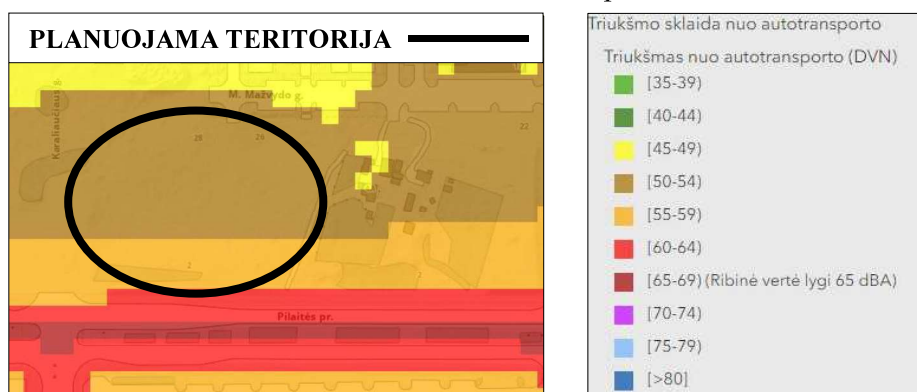 PLANUOJAMA TERITORIJA
Karaliaučiaus g.
M. Mažvydo g.
28
26
22
2
2
Pilaitės pr.
Triukšmo sklaida nuo autotransporto
Triukšmas nuo autotransporto (DVN)
[35-39)
[40-44)
[45-49)
[50-54)
[55-59)
[60-64)
[65-69) (Ribinė vertė lygi 65 dBA)
[70-74)
[75-79)
[>80]